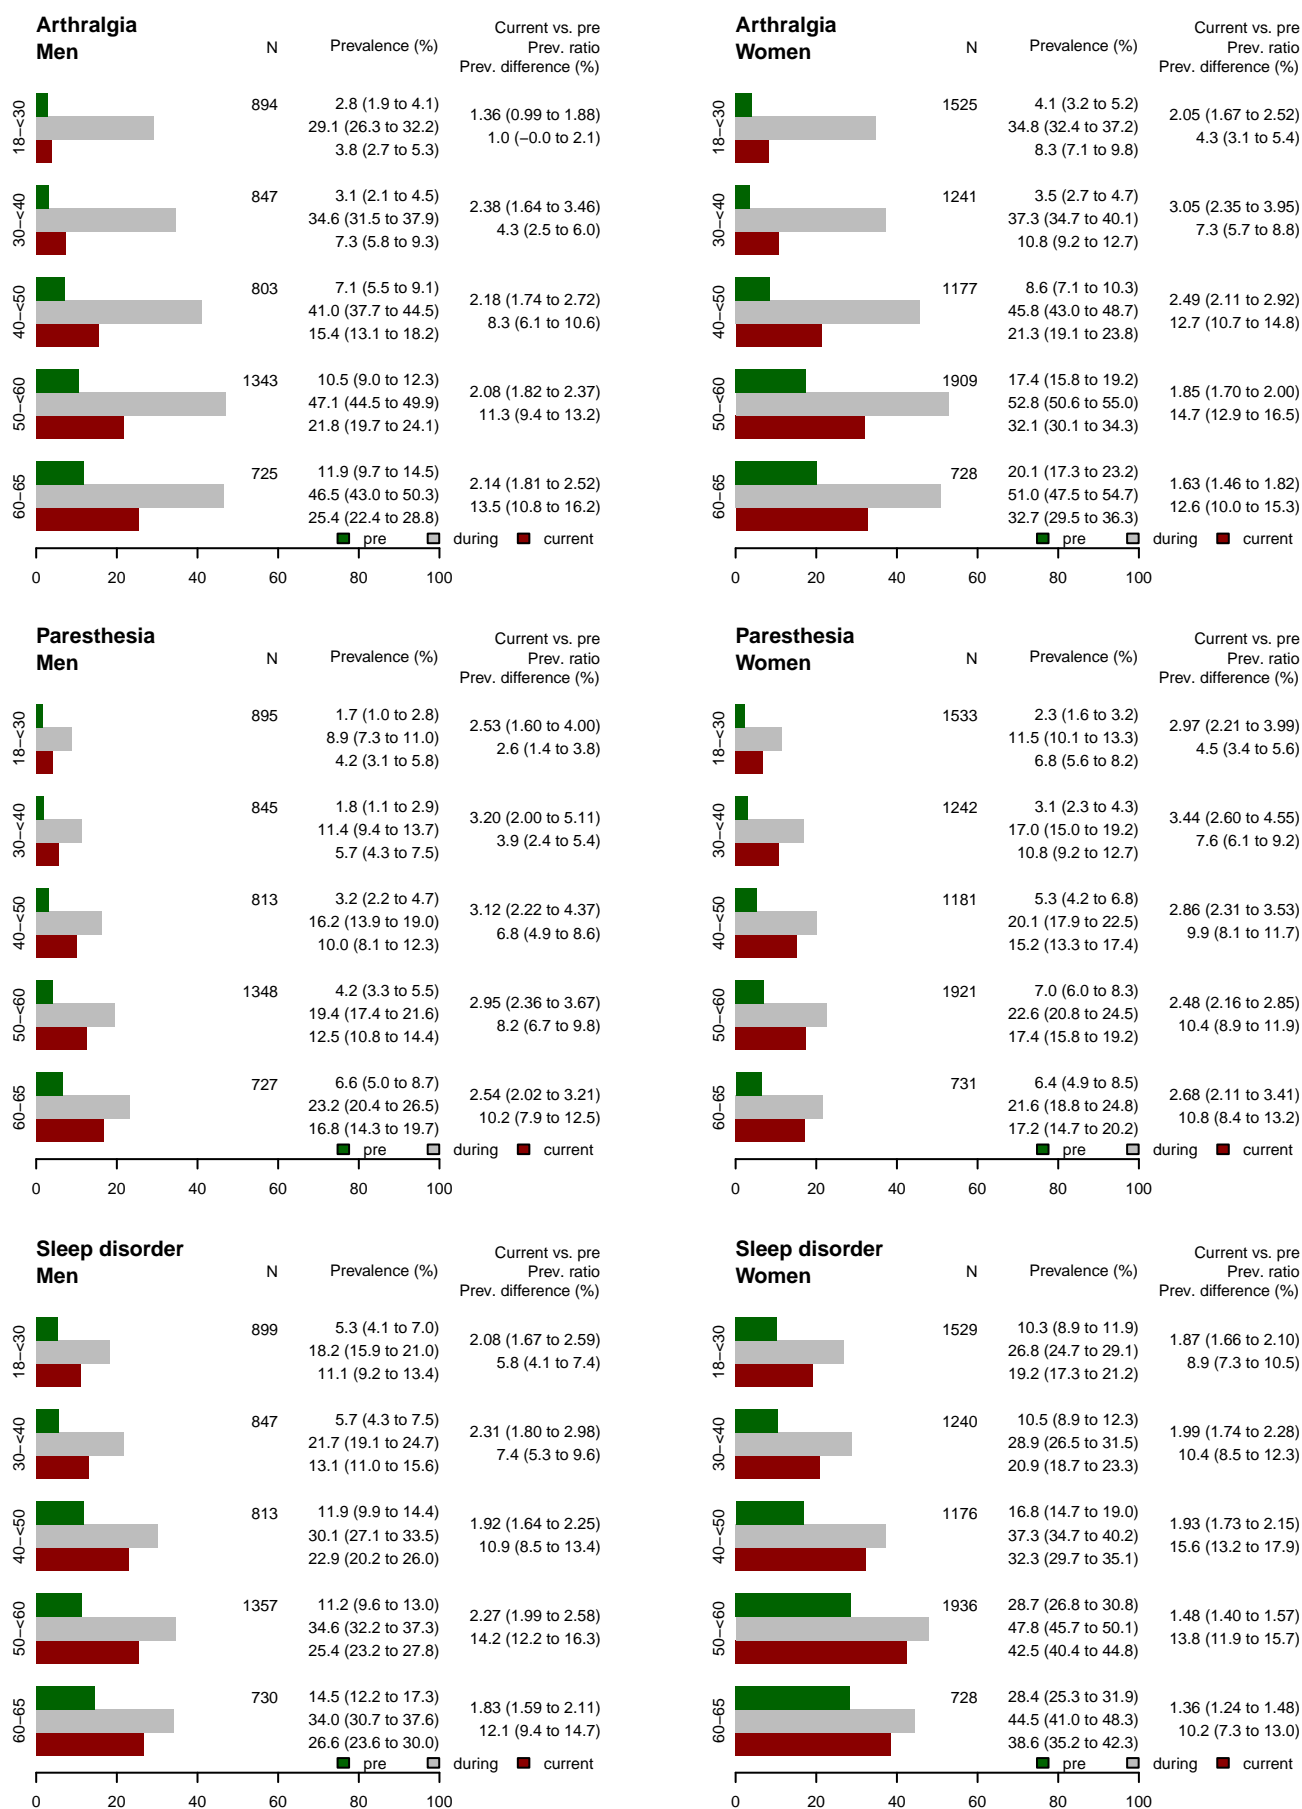 Arthralgia
Men
N
Prevalence (%)
Current vs. pre
Prev. ratio
Prev. difference (%)
18−<30
894
2.8 (1.9 to 4.1)
29.1 (26.3 to 32.2)
3.8 (2.7 to 5.3)
1.36 (0.99 to 1.88)
1.0 (−0.0 to 2.1)
30−<40
847
3.1 (2.1 to 4.5)
34.6 (31.5 to 37.9)
7.3 (5.8 to 9.3)
2.38 (1.64 to 3.46)
4.3 (2.5 to 6.0)
40−<50
803
7.1 (5.5 to 9.1)
41.0 (37.7 to 44.5)
15.4 (13.1 to 18.2)
2.18 (1.74 to 2.72)
8.3 (6.1 to 10.6)
50−<60
1343
10.5 (9.0 to 12.3)
47.1 (44.5 to 49.9)
21.8 (19.7 to 24.1)
2.08 (1.82 to 2.37)
11.3 (9.4 to 13.2)
60−65
725
11.9 (9.7 to 14.5)
46.5 (43.0 to 50.3)
25.4 (22.4 to 28.8)
2.14 (1.81 to 2.52)
13.5 (10.8 to 16.2)
pre during current
0 20 40 60 80 100
Arthralgia
Women
N
Prevalence (%)
Current vs. pre
Prev. ratio
Prev. difference (%)
18−<30
1525
4.1 (3.2 to 5.2)
34.8 (32.4 to 37.2)
8.3 (7.1 to 9.8)
2.05 (1.67 to 2.52)
4.3 (3.1 to 5.4)
30−<40
1241
3.5 (2.7 to 4.7)
37.3 (34.7 to 40.1)
10.8 (9.2 to 12.7)
3.05 (2.35 to 3.95)
7.3 (5.7 to 8.8)
40−<50
1177
8.6 (7.1 to 10.3)
45.8 (43.0 to 48.7)
21.3 (19.1 to 23.8)
2.49 (2.11 to 2.92)
12.7 (10.7 to 14.8)
50−<60
1909
17.4 (15.8 to 19.2)
52.8 (50.6 to 55.0)
32.1 (30.1 to 34.3)
1.85 (1.70 to 2.00)
14.7 (12.9 to 16.5)
60−65
728
20.1 (17.3 to 23.2)
51.0 (47.5 to 54.7)
32.7 (29.5 to 36.3)
1.63 (1.46 to 1.82)
12.6 (10.0 to 15.3)
pre during current
0 20 40 60 80 100
Paresthesia
Men
N
Prevalence (%)
Current vs. pre
Prev. ratio
Prev. difference (%)
18−<30
895
1.7 (1.0 to 2.8)
8.9 (7.3 to 11.0)
4.2 (3.1 to 5.8)
2.53 (1.60 to 4.00)
2.6 (1.4 to 3.8)
30−<40
845
1.8 (1.1 to 2.9)
11.4 (9.4 to 13.7)
5.7 (4.3 to 7.5)
3.20 (2.00 to 5.11)
3.9 (2.4 to 5.4)
40−<50
813
3.2 (2.2 to 4.7)
16.2 (13.9 to 19.0)
10.0 (8.1 to 12.3)
3.12 (2.22 to 4.37)
6.8 (4.9 to 8.6)
50−<60
1348
4.2 (3.3 to 5.5)
19.4 (17.4 to 21.6)
12.5 (10.8 to 14.4)
2.95 (2.36 to 3.67)
8.2 (6.7 to 9.8)
60−65
727
6.6 (5.0 to 8.7)
23.2 (20.4 to 26.5)
16.8 (14.3 to 19.7)
2.54 (2.02 to 3.21)
10.2 (7.9 to 12.5)
pre during current
0 20 40 60 80 100
Paresthesia
Women
N
Prevalence (%)
Current vs. pre
Prev. ratio
Prev. difference (%)
18−<30
1533
2.3 (1.6 to 3.2)
11.5 (10.1 to 13.3)
6.8 (5.6 to 8.2)
2.97 (2.21 to 3.99)
4.5 (3.4 to 5.6)
30−<40
1242
3.1 (2.3 to 4.3)
17.0 (15.0 to 19.2)
10.8 (9.2 to 12.7)
3.44 (2.60 to 4.55)
7.6 (6.1 to 9.2)
40−<50
1181
5.3 (4.2 to 6.8)
20.1 (17.9 to 22.5)
15.2 (13.3 to 17.4)
2.86 (2.31 to 3.53)
9.9 (8.1 to 11.7)
50−<60
1921
7.0 (6.0 to 8.3)
22.6 (20.8 to 24.5)
17.4 (15.8 to 19.2)
2.48 (2.16 to 2.85)
10.4 (8.9 to 11.9)
60−65
731
6.4 (4.9 to 8.5)
21.6 (18.8 to 24.8)
17.2 (14.7 to 20.2)
2.68 (2.11 to 3.41)
10.8 (8.4 to 13.2)
pre during current
0 20 40 60 80 100
Sleep disorder
Men
N
Prevalence (%)
Current vs. pre
Prev. ratio
Prev. difference (%)
18−<30
899
5.3 (4.1 to 7.0)
18.2 (15.9 to 21.0)
11.1 (9.2 to 13.4)
2.08 (1.67 to 2.59)
5.8 (4.1 to 7.4)
30−<40
847
5.7 (4.3 to 7.5)
21.7 (19.1 to 24.7)
13.1 (11.0 to 15.6)
2.31 (1.80 to 2.98)
7.4 (5.3 to 9.6)
40−<50
813
11.9 (9.9 to 14.4)
30.1 (27.1 to 33.5)
22.9 (20.2 to 26.0)
1.92 (1.64 to 2.25)
10.9 (8.5 to 13.4)
50−<60
1357
11.2 (9.6 to 13.0)
34.6 (32.2 to 37.3)
25.4 (23.2 to 27.8)
2.27 (1.99 to 2.58)
14.2 (12.2 to 16.3)
60−65
730
14.5 (12.2 to 17.3)
34.0 (30.7 to 37.6)
26.6 (23.6 to 30.0)
1.83 (1.59 to 2.11)
12.1 (9.4 to 14.7)
pre during current
0 20 40 60 80 100
Sleep disorder
Women
N
Prevalence (%)
Current vs. pre
Prev. ratio
Prev. difference (%)
18−<30
1529
10.3 (8.9 to 11.9)
26.8 (24.7 to 29.1)
19.2 (17.3 to 21.2)
1.87 (1.66 to 2.10)
8.9 (7.3 to 10.5)
30−<40
1240
10.5 (8.9 to 12.3)
28.9 (26.5 to 31.5)
20.9 (18.7 to 23.3)
1.99 (1.74 to 2.28)
10.4 (8.5 to 12.3)
40−<50
1176
16.8 (14.7 to 19.0)
37.3 (34.7 to 40.2)
32.3 (29.7 to 35.1)
1.93 (1.73 to 2.15)
15.6 (13.2 to 17.9)
50−<60
1936
28.7 (26.8 to 30.8)
47.8 (45.7 to 50.1)
42.5 (40.4 to 44.8)
1.48 (1.40 to 1.57)
13.8 (11.9 to 15.7)
60−65
728
28.4 (25.3 to 31.9)
44.5 (41.0 to 48.3)
38.6 (35.2 to 42.3)
1.36 (1.24 to 1.48)
10.2 (7.3 to 13.0)
pre during current
0 20 40 60 80 100